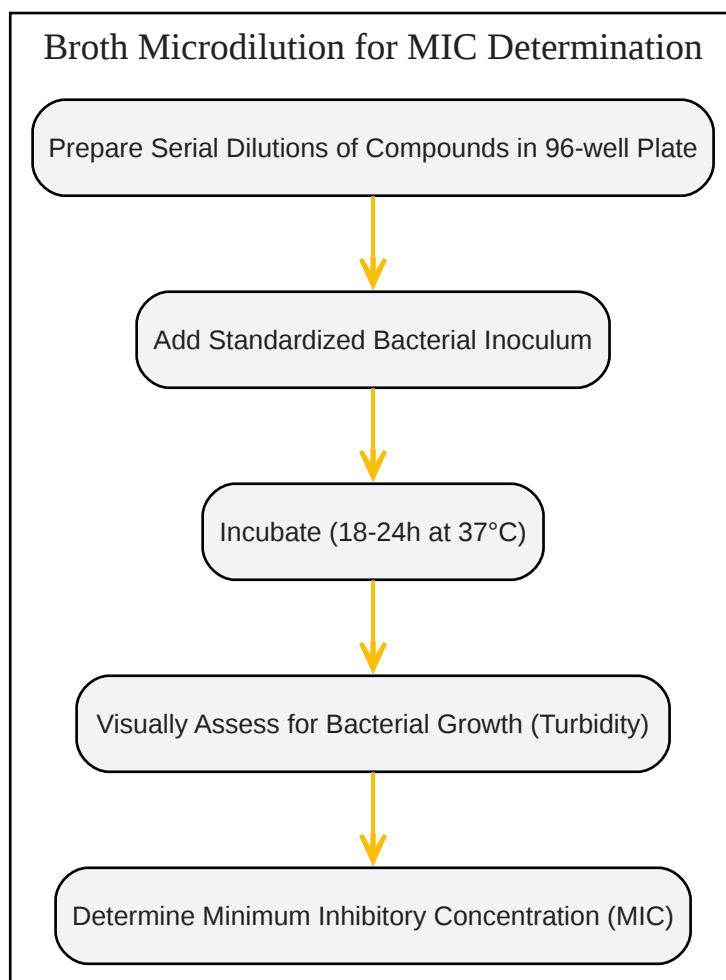 Broth Microdilution for MIC Determination
Prepare Serial Dilutions of Compounds in 96-well Plate
Add Standardized Bacterial Inoculum
Incubate (18-24h at 37°C)
Visually Assess for Bacterial Growth (Turbidity)
Determine Minimum Inhibitory Concentration (MIC)